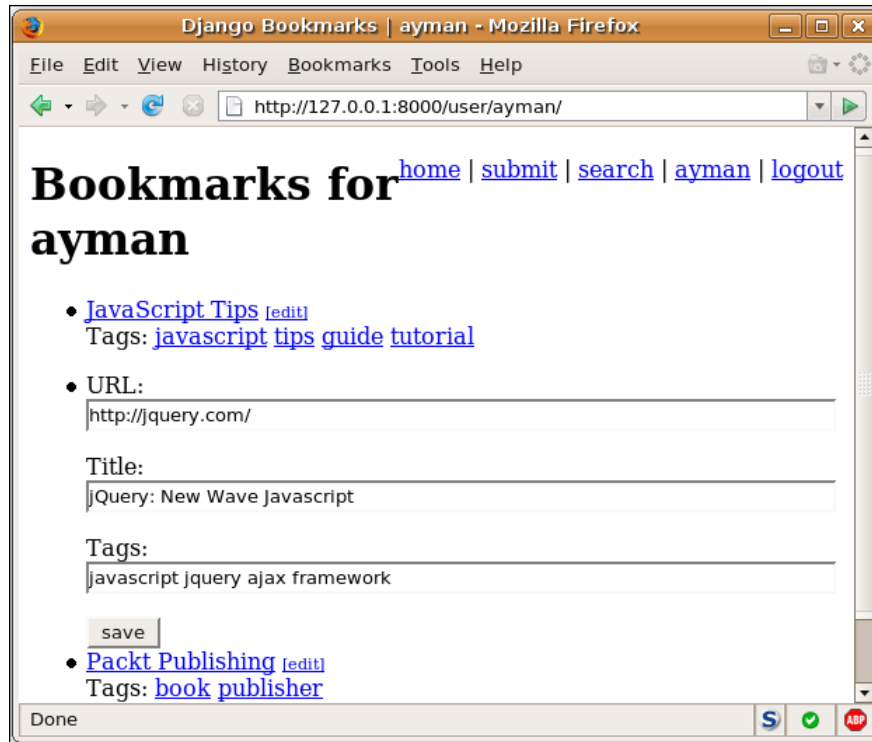 Django Bookmarks | ayman - Mozilla Firefox
File Edit View History Bookmarks Tools Help
http://127.0.0.1:8000/user/ayman/
home | submit | search | ayman | logout
Bookmarks for
ayman
JavaScript Tips [edit]
Tags: javascript tips guide tutorial
URL:
http://jquery.com/
Title:
jQuery: New Wave Javascript
Tags:
javascript jquery ajax framework
save
Packt Publishing [edit]
Tags: book publisher
Done S ABP